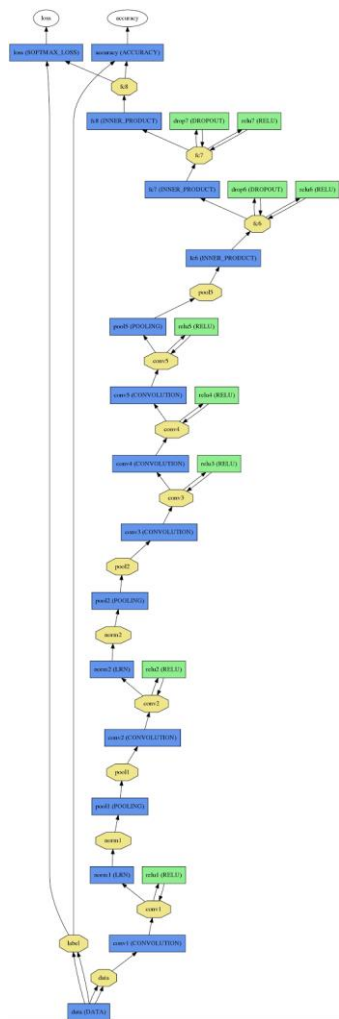 loss
accuracy
loss (SOFTMAX_LOSS)
accuracy (ACCURACY)
fc8
fc8 (INNER_PRODUCT)
drop7 (DROPOUT)
relu7 (RELU)
fc7
fc7 (INNER_PRODUCT)
drop6 (DROPOUT)
relu6 (RELU)
fc6
fc6 (INNER_PRODUCT)
pool5
pool5 (POOLING)
relu5 (RELU)
conv5
conv5 (CONVOLUTION)
relu4 (RELU)
conv4
conv4 (CONVOLUTION)
relu3 (RELU)
conv3
conv3 (CONVOLUTION)
pool2
pool2 (POOLING)
norm2
norm2 (LRN)
relu2 (RELU)
conv2
conv2 (CONVOLUTION)
pool1
pool1 (POOLING)
norm1
norm1 (LRN)
relu1 (RELU)
conv1
label
conv1 (CONVOLUTION)
data
data (DATA)